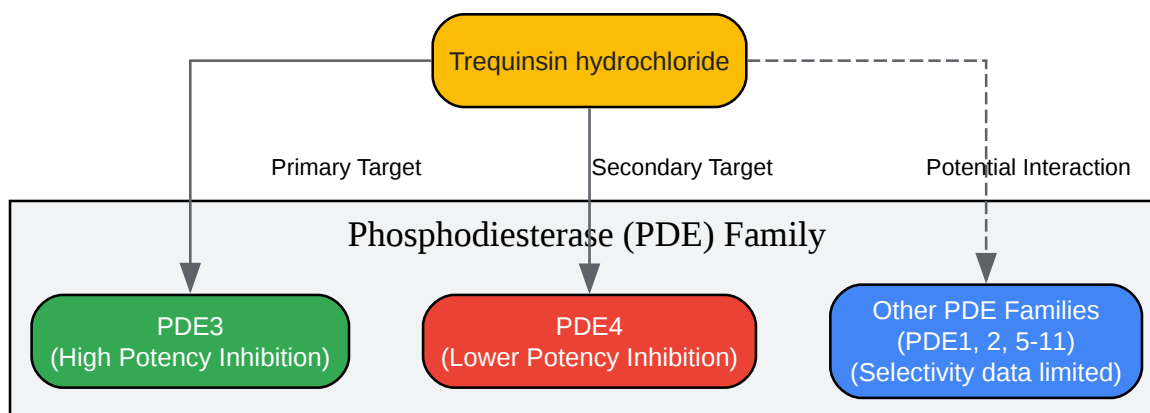 Trequinsin hydrochloride
Primary Target
Secondary Target
Potential Interaction
Phosphodiesterase (PDE) Family
PDE3
(High Potency Inhibition)
PDE4
(Lower Potency Inhibition)
Other PDE Families
(PDE1, 2, 5-11)
(Selectivity data limited)